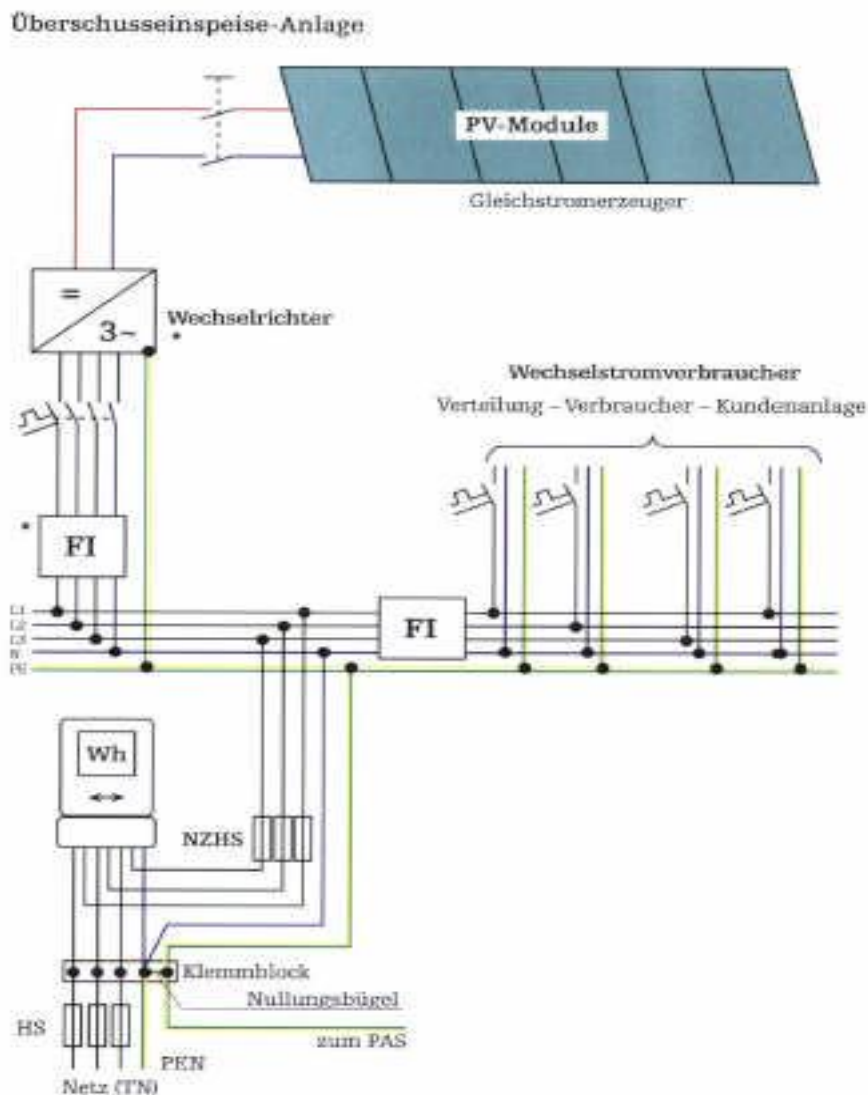 Überschusseinspeise-Anlage
PV-Module
Gleichstromerzeuger
=
3~
Wechselrichter
*
Wechselstromverbraucher
Verteilung – Verbraucher – Kundenanlage
*
FI
L1
L2
L3
N
PE
FI
Wh
NZHS
Klemmblock
Nullungsbügel
HS
zum PAS
PEN
Netz (TN)